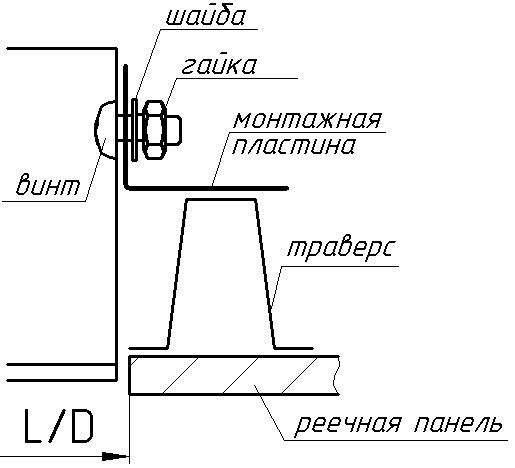 шайба
гайка
монтажная
пластина
винт
траверс
L/D
реечная панель